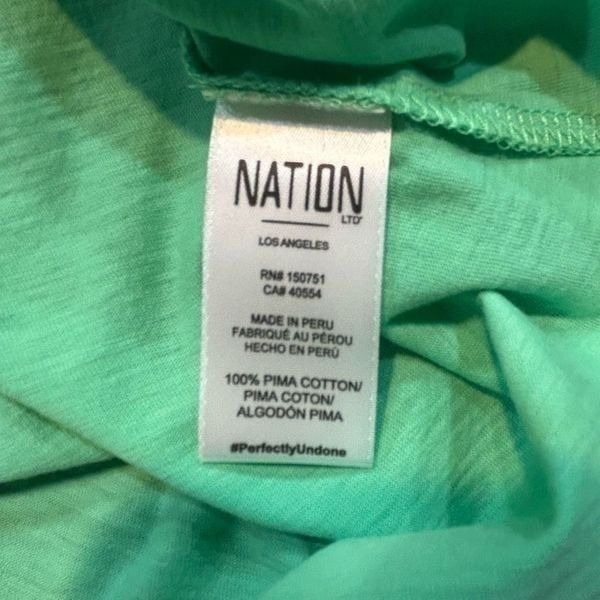 NATION
LTD
LOS ANGELES
RN# 150751
CA# 40554
MADE IN PERU
FABRIQUÉ AU PÉROU
HECHO EN PERÚ
100% PIMA COTTON/
PIMA COTON/
ALGODÓN PIMA
#PerfectlyUndone